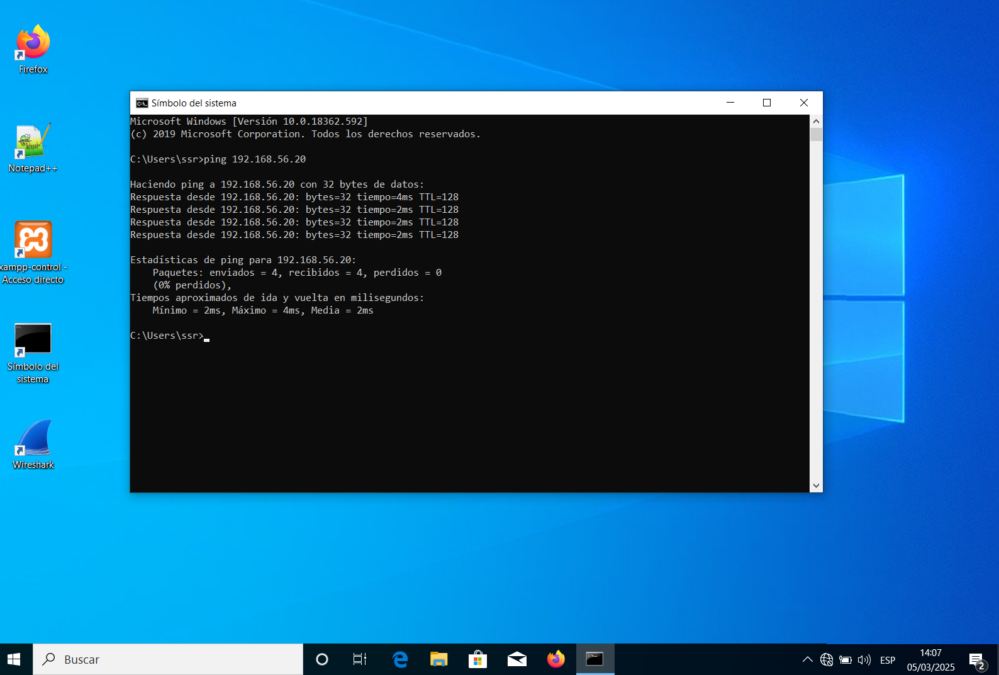 Firefox
Notepad++
xampp-control -
Acceso directo
Símbolo del
sistema
Wireshark
Símbolo del sistema
Microsoft Windows [Versión 10.0.18362.592]
(c) 2019 Microsoft Corporation. Todos los derechos reservados.
C:\Users\ssr>ping 192.168.56.20
Haciendo ping a 192.168.56.20 con 32 bytes de datos:
Respuesta desde 192.168.56.20: bytes=32 tiempo=4ms TTL=128
Respuesta desde 192.168.56.20: bytes=32 tiempo=2ms TTL=128
Respuesta desde 192.168.56.20: bytes=32 tiempo=2ms TTL=128
Respuesta desde 192.168.56.20: bytes=32 tiempo=2ms TTL=128
Estadísticas de ping para 192.168.56.20:
    Paquetes: enviados = 4, recibidos = 4, perdidos = 0
    (0% perdidos),
Tiempos aproximados de ida y vuelta en milisegundos:
    Mínimo = 2ms, Máximo = 4ms, Media = 2ms
C:\Users\ssr>
Buscar
ESP
14:07
05/03/2025
2